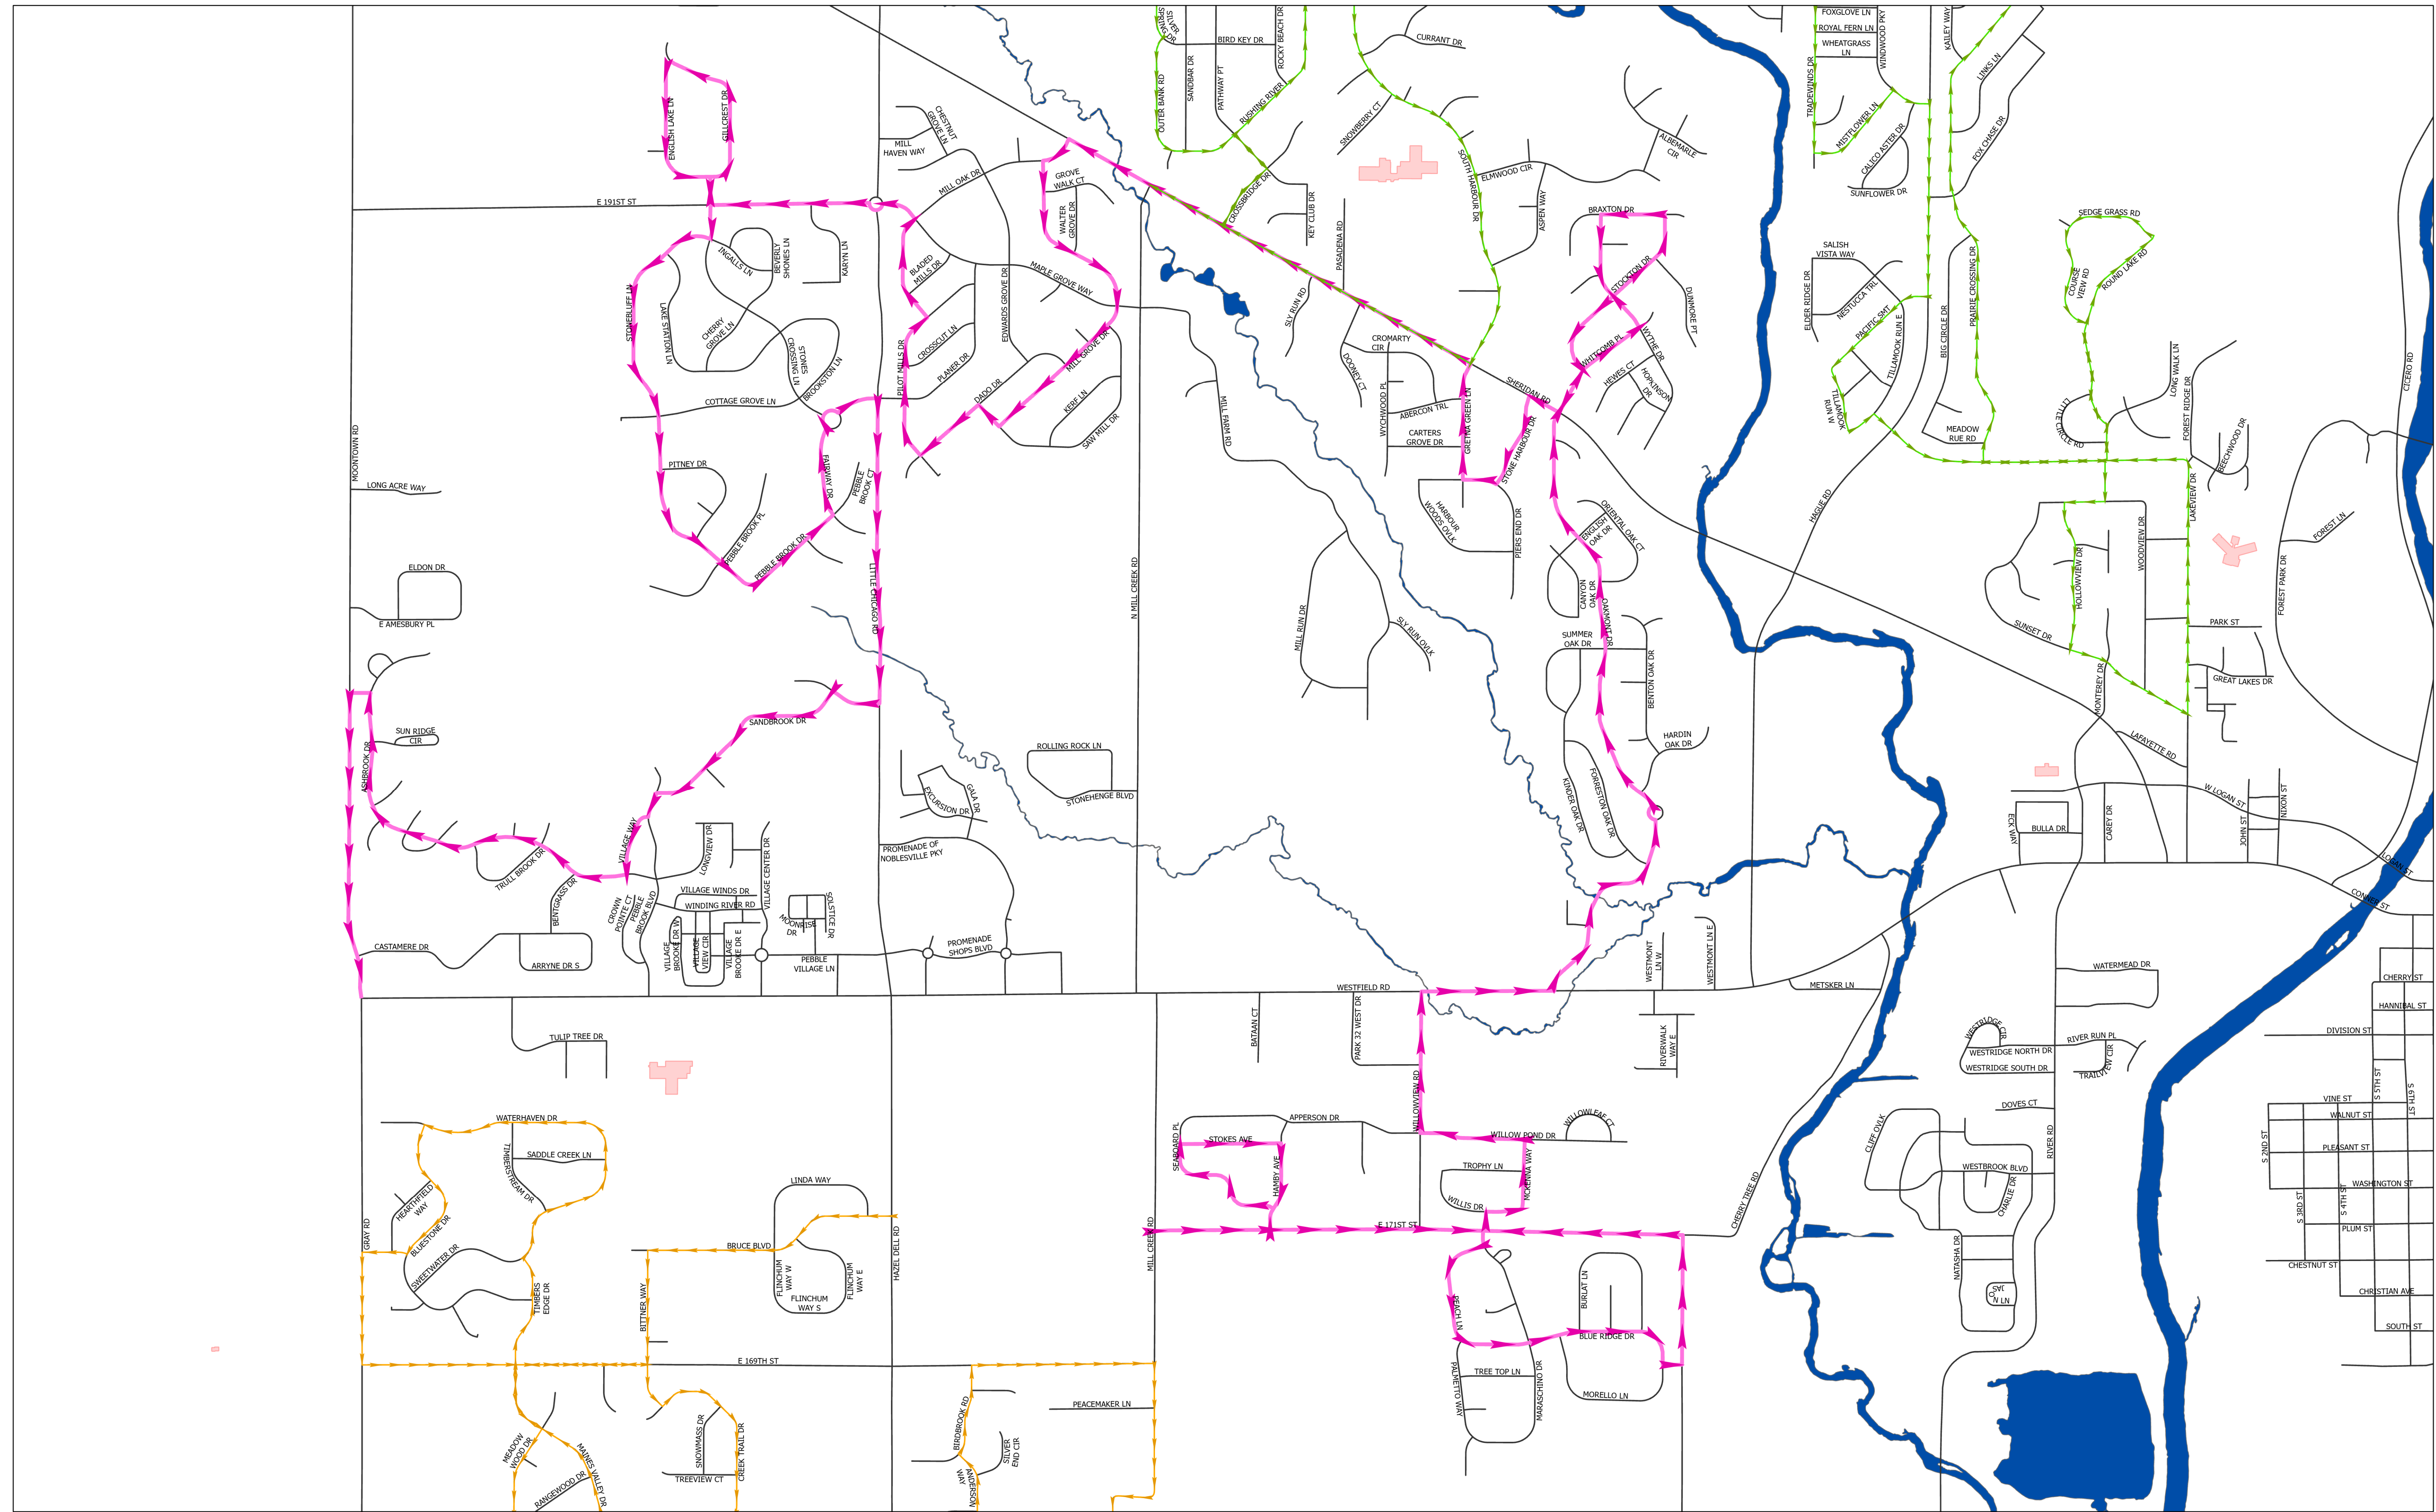 SILVER
SPRING DR
BIRD KEY DR
ROCKY BEACH DR
CURRANT DR
FOXGLOVE LN
ROYAL FERN LN
WHEATGRASS
LN
WINDWOOD PKY
KAILEY WAY
OUTER BANK RD
SANDBAR DR
PATHWAY PT
RUSHING RIVER
TRADEWINDS DR
LINKS LN
ENGLISH LAKE LN
GILLCREST DR
CHESTNUT
GROVE LN
MILL
HAVEN WAY
SNOWBERRY CT
SOUTH HARBOUR DR
ALBEMARLE
CIR
MISTFLOWER LN
CALICO ASTER DR
FOX CHASE DR
MILL OAK DR
GROVE
WALK CT
CROSSBRIDGE DR
ELMWOOD CIR
SUNFLOWER DR
E 191ST ST
WALTER
GROVE DR
KEY CLUB DR
ASPEN WAY
BRAXTON DR
SEDGE GRASS RD
INGALLS LN
BEVERLY
SHONES LN
KARYN LN
BLADED
MILLS DR
MAPLE GROVE WAY
PASADENA RD
STOCKTON DR
SALISH
VISTA WAY
COURSE
VIEW RD
ROUND LAKE RD
STONEBLUFF LN
LAKE STATION LN
CHERRY
GROVE LN
STONES
CROSSING LN
BROOKSTON LN
EDWARDS GROVE DR
SLY RUN RD
DUNMORE PT
ELDER RIDGE DR
NESTUCCA TRL
PACIFIC SMT
TILLAMOOK RUN E
BIG CIRCLE DR
PRAIRIE CROSSING DR
CICERO RD
PILOT MILLS DR
CROSSCUT LN
PLANER DR
MILL GROVE DR
DADO DR
KERF LN
SAW MILL DR
CROMARTY
CIR
DOONEY CT
WYCHWOOD PL
WHITCOMB PL
WYTHE DR
HEWES CT
HOPKINSON
DR
SHERIDAN RD
COTTAGE GROVE LN
MILL FARM RD
ABERCON TRL
CARTERS
GROVE DR
GRETNA GREEN LN
STONE HARBOUR DR
TILLAMOOK
RUN W
MEADOW
RUE RD
LITTLE
CIRCLE RD
LONG WALK LN
FOREST RIDGE DR
BEECHWOOD DR
MOONTOWN RD
LONG ACRE WAY
PITNEY DR
FAIRWAY DR
PEBBLE
BROOK CT
PEBBLE BROOK PL
PEBBLE BROOK DR
HARBOUR
WOODS OVLK
PIERS END DR
ENGLISH
OAK DR
ORIENTAL OAK CT
HAGUE RD
LAKEVIEW DR
WOODVIEW DR
FOREST LN
FOREST PARK DR
ELDON DR
E AMESBURY PL
LITTLE CHICAGO RD
N MILL CREEK RD
MILL RUN DR
SLY RUN OVLK
CANYON
OAK DR
OAKMONT DR
SUMMER
OAK DR
BENTON OAK DR
HOLLOWVIEW DR
SUNSET DR
PARK ST
MONTEREY DR
GREAT LAKES DR
SUN RIDGE
CIR
ASHBROOK DR
SANDBROOK DR
ROLLING ROCK LN
STONEHENGE BLVD
EXCURSION DR
GALA DR
HARDIN
OAK DR
KINDER OAK DR
FORRESTON OAK DR
LAFAYETTE RD
W LOGAN ST
ECK WAY
BULLA DR
CAREY DR
JOHN ST
NIXON ST
LOGAN ST
CONNER ST
VILLAGE WAY
LONGVIEW DR
VILLAGE CENTER DR
PROMENADE OF
NOBLESVILLE PKY
TRULL BROOK DR
BENTGRASS DR
CROWN
POINTE CT
PEBBLE
BROOK BLVD
VILLAGE WINDS DR
WINDING RIVER RD
VILLAGE
BROOKE DR W
VILLAGE
VIEW CIR
VILLAGE
BROOKE DR E
MOONRISE
DR
SOLSTICE DR
PEBBLE
VILLAGE LN
PROMENADE
SHOPS BLVD
CASTAMERE DR
ARRYNE DR S
WESTFIELD RD
WESTMONT
LN W
WESTMONT LN E
METSKER LN
WATERMEAD DR
CHERRY ST
HANNIBAL ST
DIVISION ST
TULIP TREE DR
BATAAN CT
PARK 32 WEST DR
RIVERWALK
WAY E
WESTRIDGE
CIR
WESTRIDGE NORTH DR
WESTRIDGE SOUTH DR
RIVER RUN PL
TRAILVIEW CIR
S 5TH ST
S 6TH ST
WATERHAVEN DR
TIMBERSTREAM DR
SADDLE CREEK LN
SEABOARD PL
STOKES AVE
APPERSON DR
HAMBY AVE
WILLOWVIEW RD
WILLOW POND DR
WILLOWLEAF CT
TROPHY LN
WILLIS DR
MCKENNA WAY
CLIFF OVLK
DOVES CT
RIVER RD
VINE ST
WALNUT ST
S 2ND ST
PLEASANT ST
WASHINGTON ST
HEARTHFIELD
WAY
BLUESTONE DR
SWEETWATER DR
GRAY RD
LINDA WAY
BRUCE BLVD
FLINCHUM
WAY W
FLINCHUM
WAY E
FLINCHUM
WAY S
HAZEL DELL RD
MILL CREEK RD
E 171ST ST
CHERRY TREE RD
WESTBROOK BLVD
CHARLIE DR
NATASHA DR
S 3RD ST
S 4TH ST
PLUM ST
CHESTNUT ST
CHRISTIAN AVE
SOUTH ST
TIMBERS
EDGE DR
BITTNER WAY
PEACH LN
BURLAT LN
BLUE RIDGE DR
JAS
ON LN
E 169TH ST
TREE TOP LN
PALMETTO WAY
MARASCHINO DR
MORELLO LN
MEADOW
WOOD DR
MAINES VALLEY DR
RANGEWOOD DR
SNOWMASS DR
TREEVIEW CT
CREEK TRAIL DR
BIRDBROOK RD
ANDERSON
WAY
SILVER
END CIR
PEACEMAKER LN